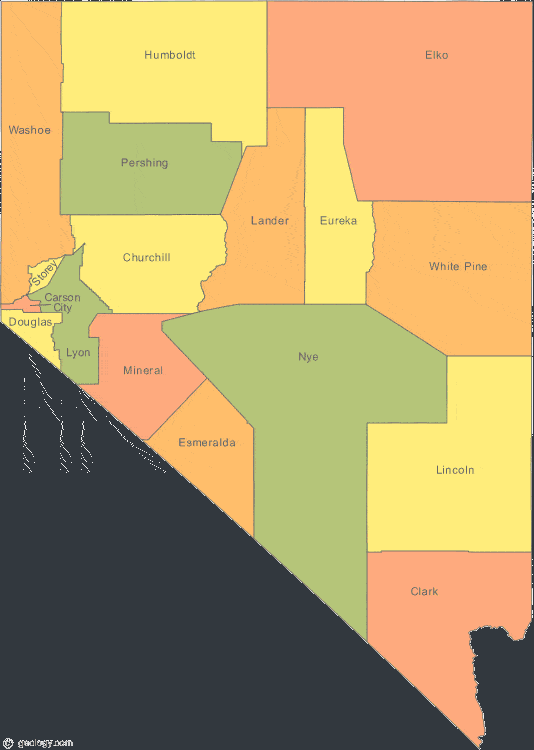 Humboldt
Elko
Washoe
Pershing
Lander
Eureka
Churchill
White Pine
Storey
Carson
City
Douglas
Lyon
Nye
Mineral
Esmeralda
Lincoln
Clark
© geology.com